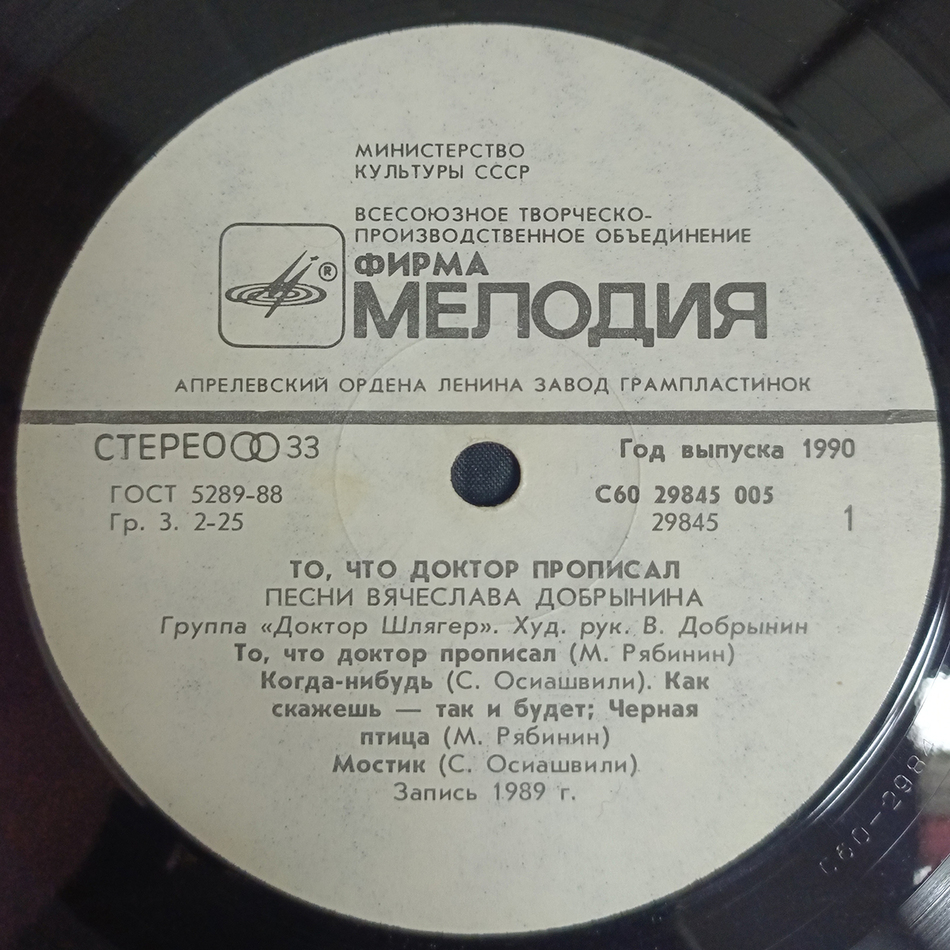 МИНИСТЕРСТВО
КУЛЬТУРЫ СССР
ВСЕСОЮЗНОЕ ТВОРЧЕСКО-
ПРОИЗВОДСТВЕННОЕ ОБЪЕДИНЕНИЕ
ФИРМА
®
МЕЛОДИЯ
АПРЕЛЕВСКИЙ ОРДЕНА ЛЕНИНА ЗАВОД ГРАМПЛАСТИНОК
СТЕРЕО 33
Год выпуска 1990
ГОСТ 5289-88
С60 29845 005
Гр. 3. 2-25
29845
1
ТО, ЧТО ДОКТОР ПРОПИСАЛ
ПЕСНИ ВЯЧЕСЛАВА ДОБРЫНИНА
Группа «Доктор Шлягер». Худ. рук. В. Добрынин
То, что доктор прописал (М. Рябинин)
Когда-нибудь (С. Осиашвили). Как
скажешь — так и будет; Черная
птица (М. Рябинин)
Мостик (С. Осиашвили)
Запись 1989 г.